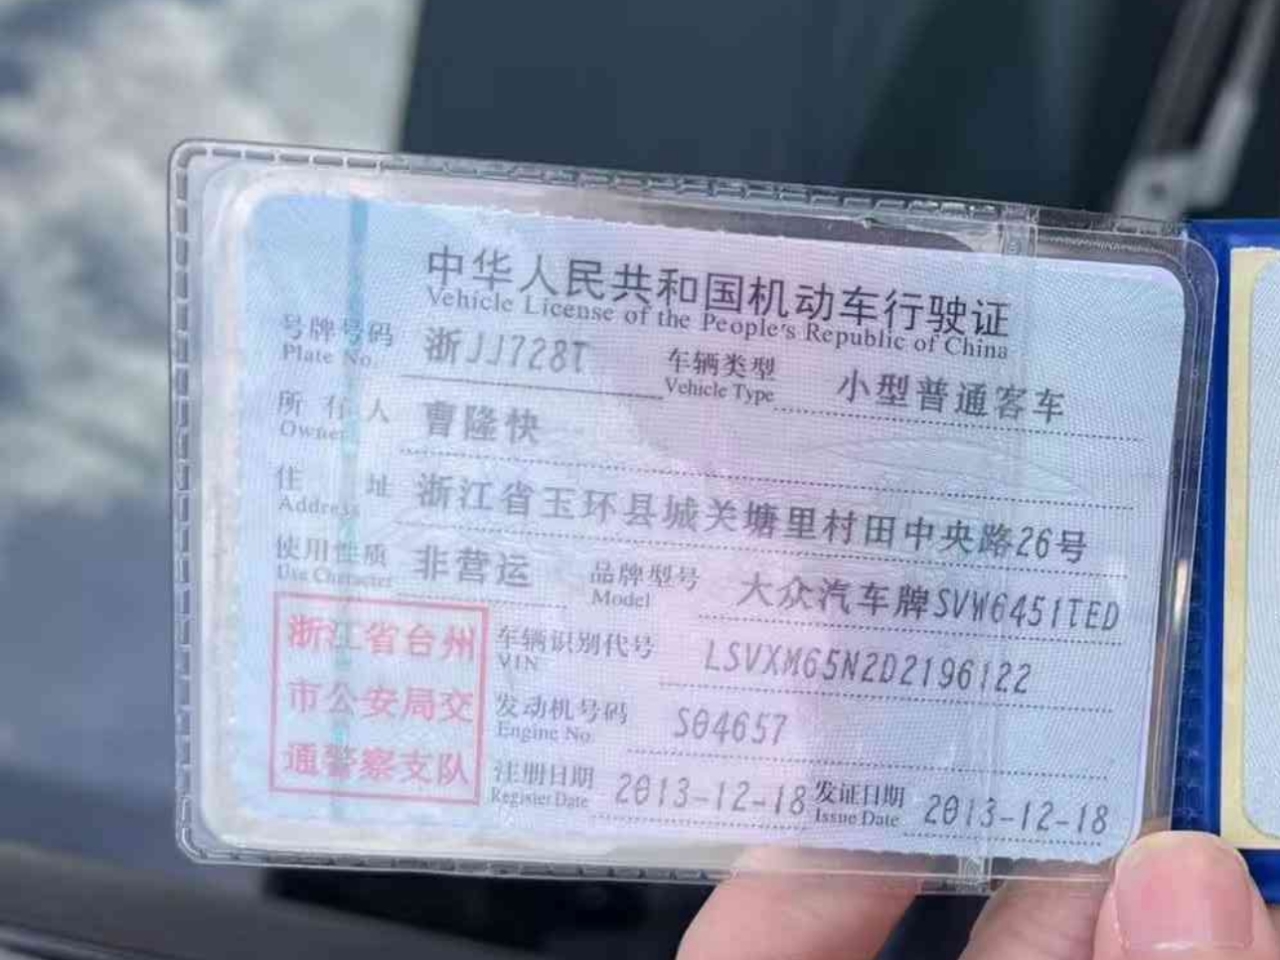 中华人民共和国机动车行驶证
Vehicle License of the People's Republic of China
号牌号码 浙JJ728T 车辆类型 小型普通客车
Plate No. Vehicle Type
所有人 曹隆快
Owner
住址 浙江省玉环县城关塘里村田中央路26号
Address
使用性质 非营运 品牌型号 大众汽车牌SVW6451TED
Use Character Model
浙江省台州
市公安局交
通警察支队
车辆识别代号 LSVXM65N2D2196122
VIN
发动机号码 S04657
Engine No.
注册日期 2013-12-18 发证日期 2013-12-18
Register Date Issue Date